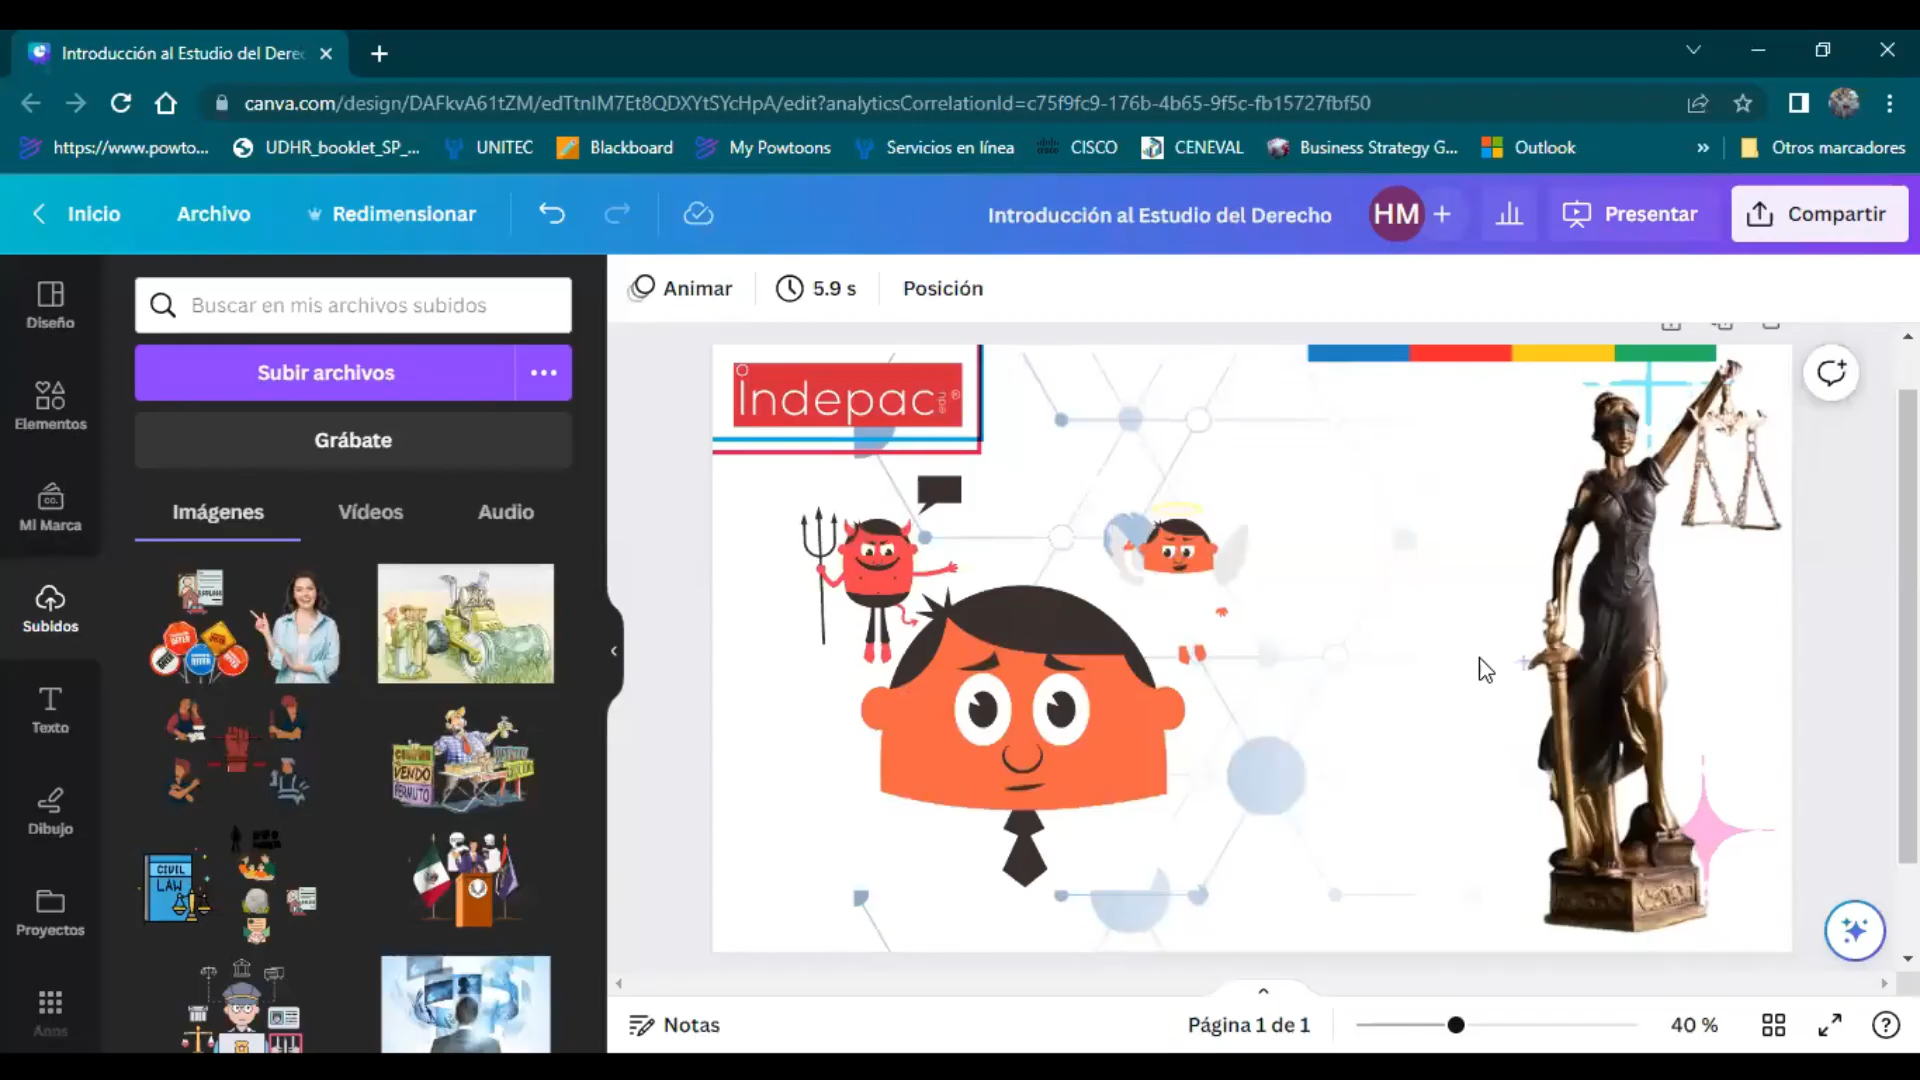 Introducción al Estudio del Dere
canva.com/design/DAFkvA61tZM/edTtnIM7Et8QDXYtSYcHpA/edit?analyticsCorrelationId=c75f9fc9-176b-4b65-9f5c-fb15727fbf50
https://www.powto... UDHR_booklet_SP_... UNITEC Blackboard My Powtoons Servicios en línea CISCO CENEVAL Business Strategy G... Outlook » Otros marcadores
Inicio Archivo Redimensionar Introducción al Estudio del Derecho HM + Presentar Compartir
Diseño
Elementos
Mi Marca
Subidos
Texto
Dibujo
Proyectos
Apps
Buscar en mis archivos subidos
Subir archivos
Grábate
Imágenes Vídeos Audio
VENDO
PERMUTO
CIVIL
LAW
Animar 5.9 s Posición
Indepac edu ®
Notas Página 1 de 1 40 %